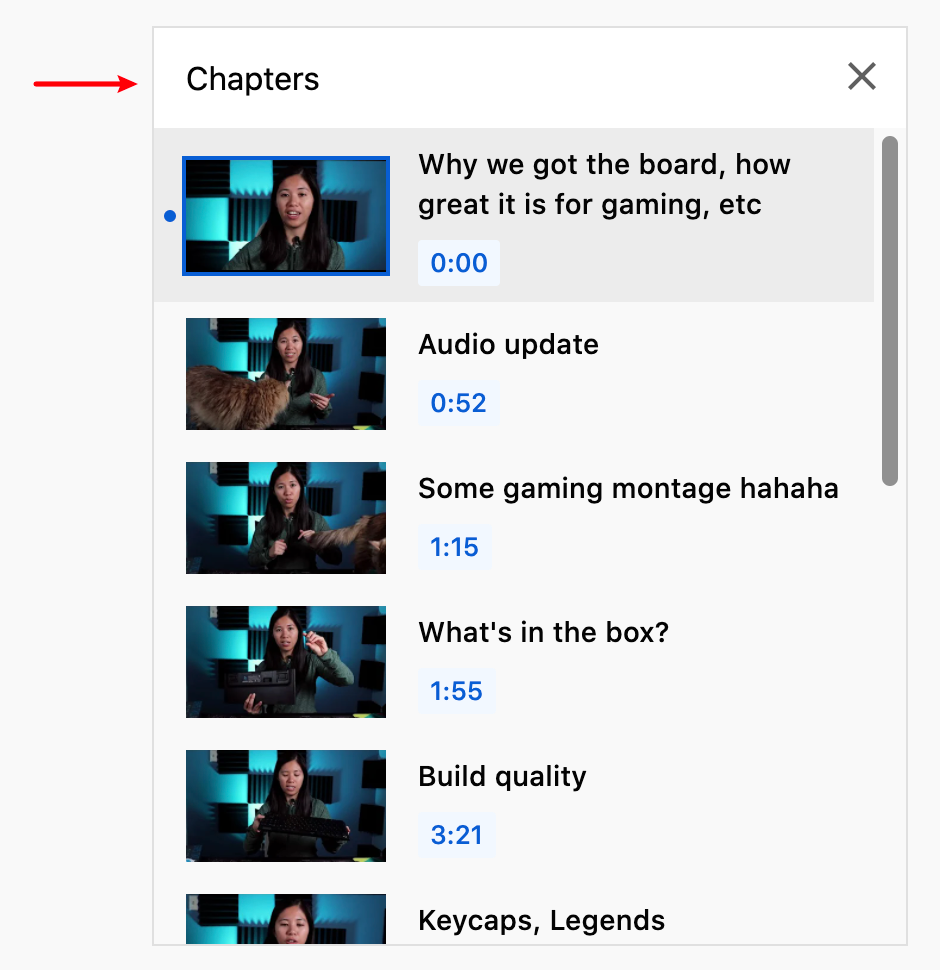 Chapters
Why we got the board, how
great it is for gaming, etc
0:00
Audio update
0:52
Some gaming montage hahaha
1:15
What's in the box?
1:55
Build quality
3:21
Keycaps, Legends